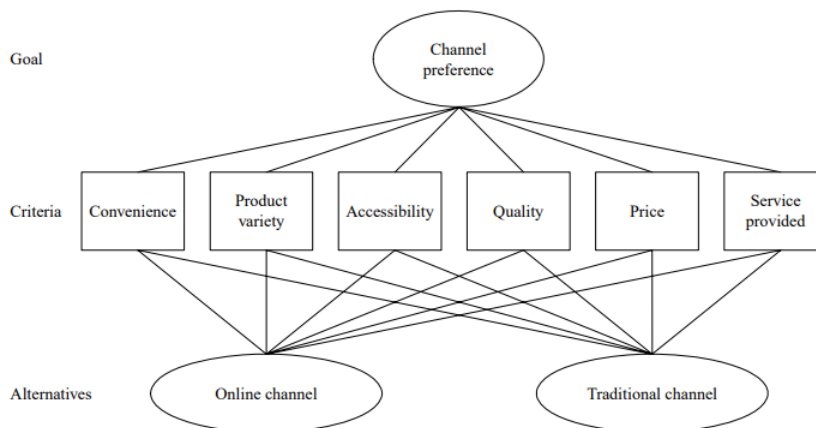 Goal
Channel
preference
Criteria
Convenience
Product
variety
Accessibility
Quality
Price
Service
provided
Alternatives
Online channel
Traditional channel